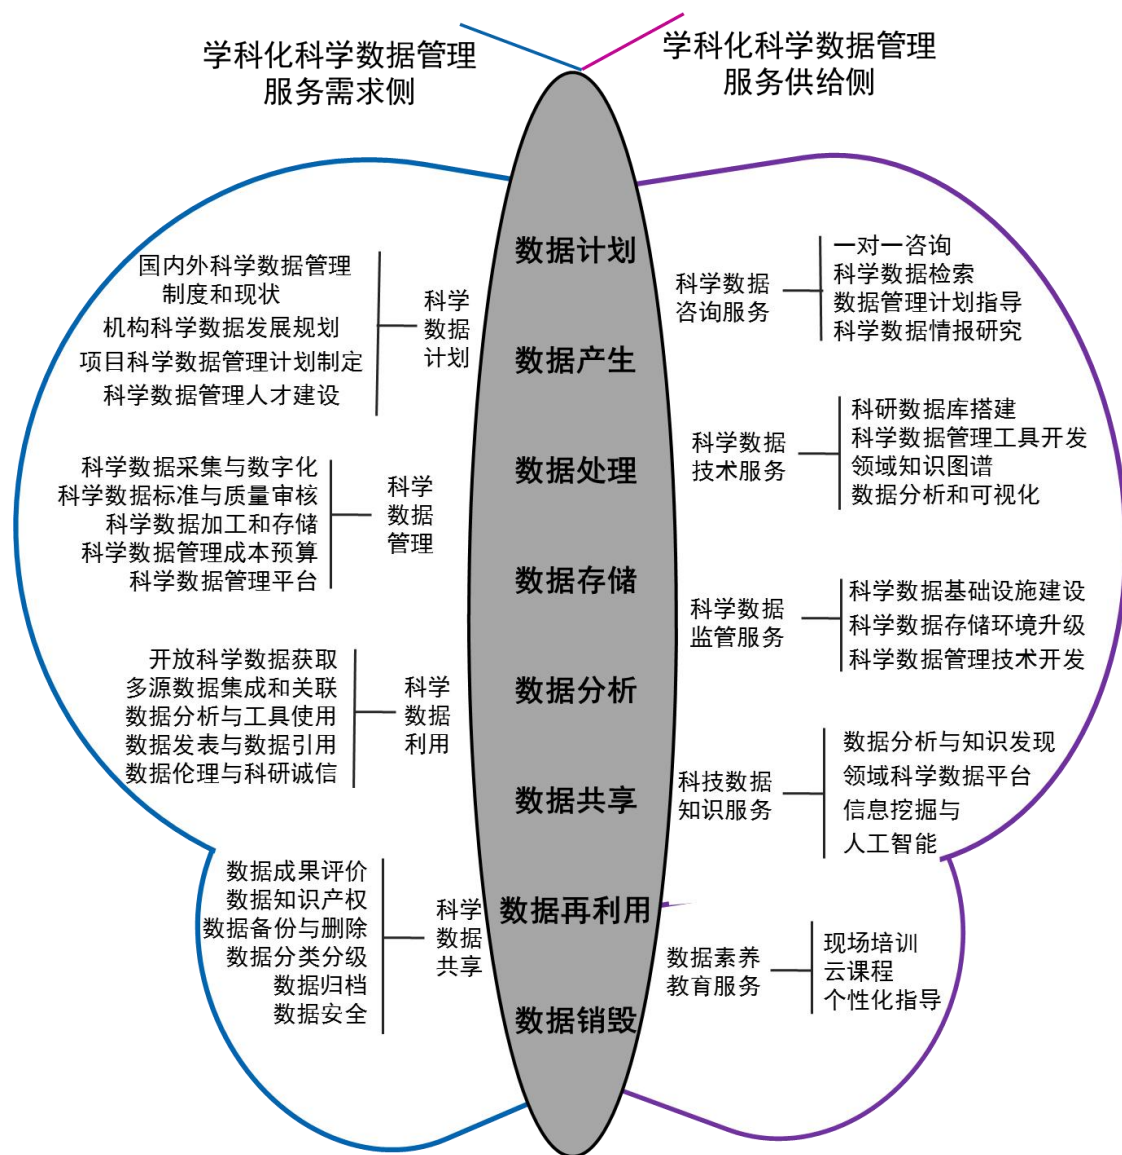 学科化科学数据管理
服务需求侧
学科化科学数据管理
服务供给侧
国内外科学数据管理
制度和现状
机构科学数据发展规划
项目科学数据管理计划制定
科学数据管理人才建设
科学
数据
计划
科学数据采集与数字化
科学数据标准与质量审核
科学数据加工和存储
科学数据管理成本预算
科学数据管理平台
科学
数据
管理
开放科学数据获取
多源数据集成和关联
数据分析与工具使用
数据发表与数据引用
数据伦理与科研诚信
科学
数据
利用
数据成果评价
数据知识产权
数据备份与删除
数据分类分级
数据归档
数据安全
科学
数据
共享
数据计划
数据产生
数据处理
数据存储
数据分析
数据共享
数据再利用
数据销毁
科学数据
咨询服务
一对一咨询
科学数据检索
数据管理计划指导
科学数据情报研究
科学数据
技术服务
科研数据库搭建
科学数据管理工具开发
领域知识图谱
数据分析和可视化
科学数据
监管服务
科学数据基础设施建设
科学数据存储环境升级
科学数据管理技术开发
科技数据
知识服务
数据分析与知识发现
领域科学数据平台
信息挖掘与
人工智能
数据素养
教育服务
现场培训
云课程
个性化指导